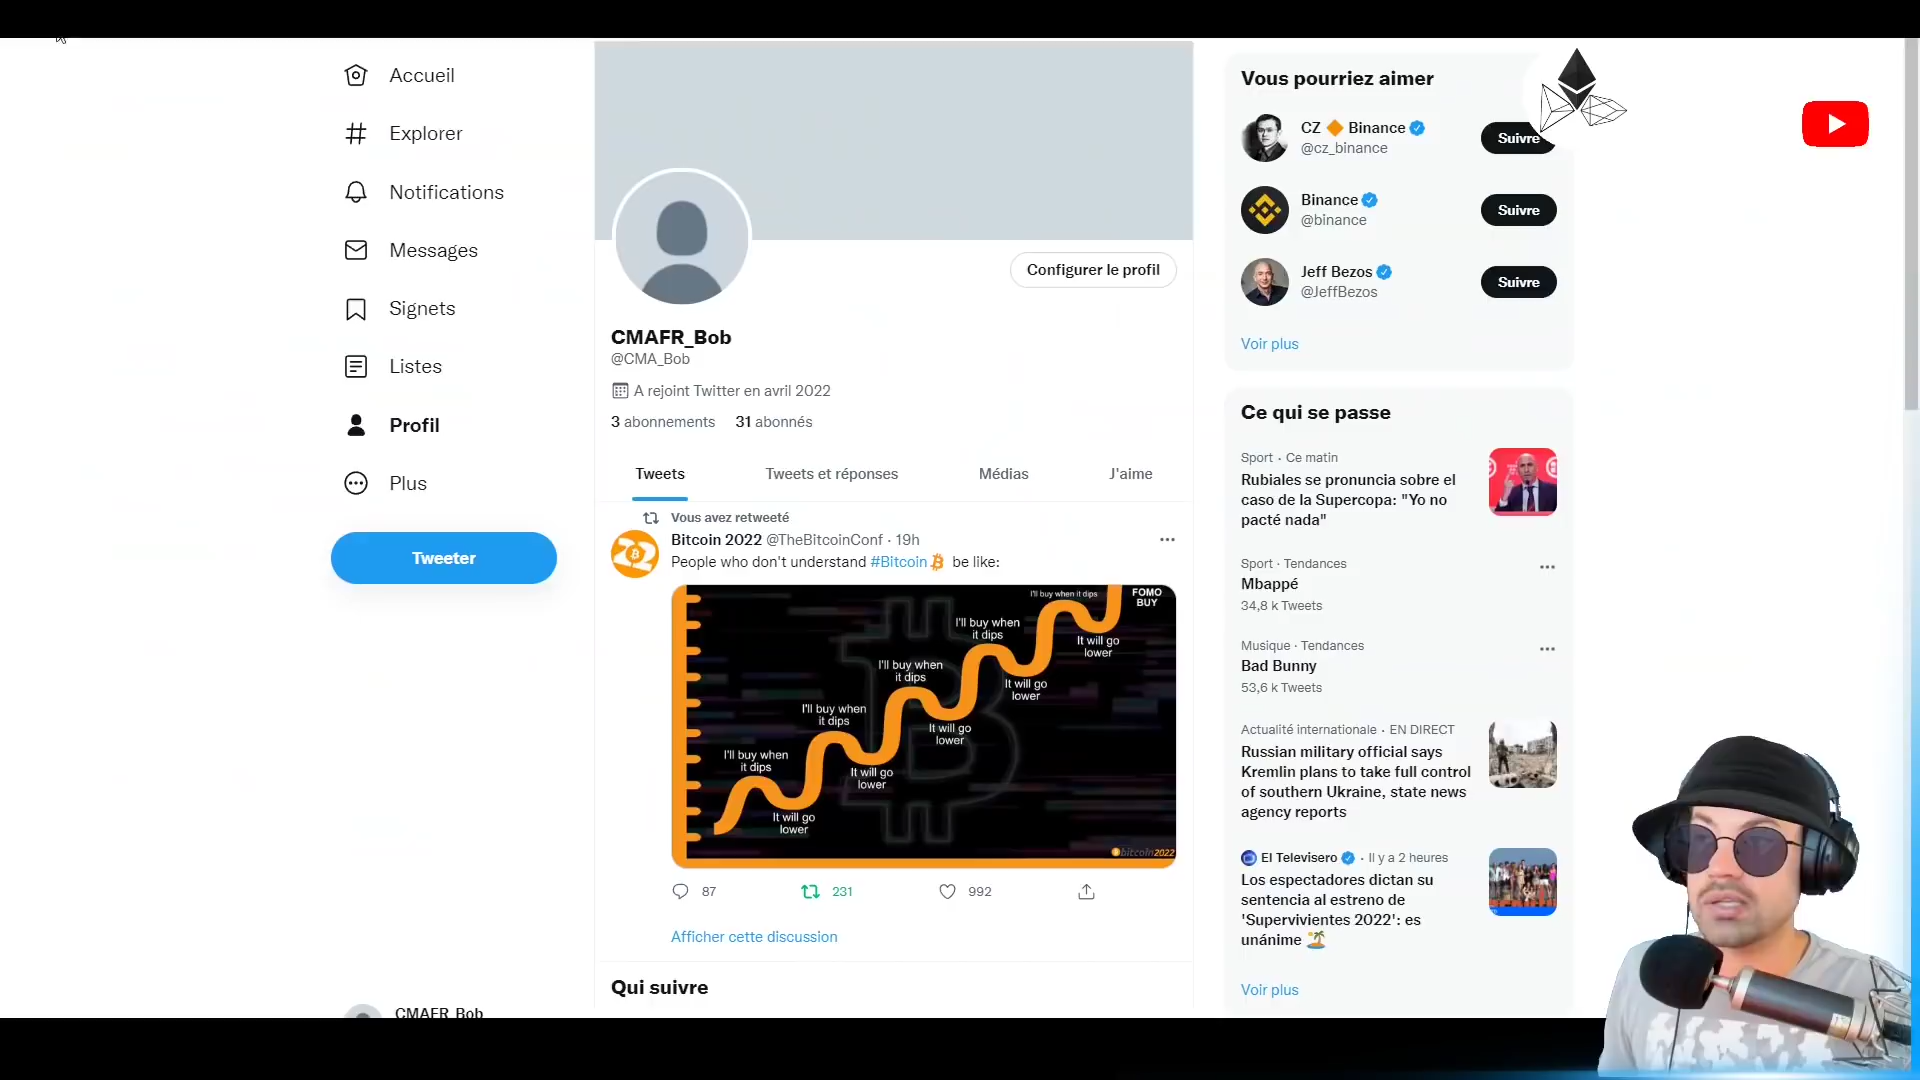 Accueil
Explorer
Notifications
Messages
Signets
Listes
Profil
Plus
Tweeter
CMAFR_Bob
Configurer le profil
CMAFR_Bob
@CMA_Bob
A rejoint Twitter en avril 2022
3 abonnements 31 abonnés
Tweets Tweets et réponses Médias J'aime
Vous avez retweeté
Bitcoin 2022 @TheBitcoinConf · 19h
People who don't understand #Bitcoin be like:
FOMO
BUY
I'll buy when it dips
It will go
lower
I'll buy when
it dips
It will go
lower
I'll buy when
it dips
It will go
lower
I'll buy when
it dips
It will go
lower
I'll buy when
it dips
It will go
lower
bitcoin2022
87 231 992
Afficher cette discussion
Qui suivre
Vous pourriez aimer
CZ 🔶 Binance
@cz_binance
Suivre
Binance
@binance
Suivre
Jeff Bezos
@JeffBezos
Suivre
Voir plus
Ce qui se passe
Sport · Ce matin
Rubiales se pronuncia sobre el
caso de la Supercopa: "Yo no
pacté nada"
Sport · Tendances
Mbappé
34,8 k Tweets
Musique · Tendances
Bad Bunny
53,6 k Tweets
Actualité internationale · EN DIRECT
Russian military official says
Kremlin plans to take full control
of southern Ukraine, state news
agency reports
El Televisero · Il y a 2 heures
Los espectadores dictan su
sentencia al estreno de
'Supervivientes 2022': es
unánime 🏝️
Voir plus